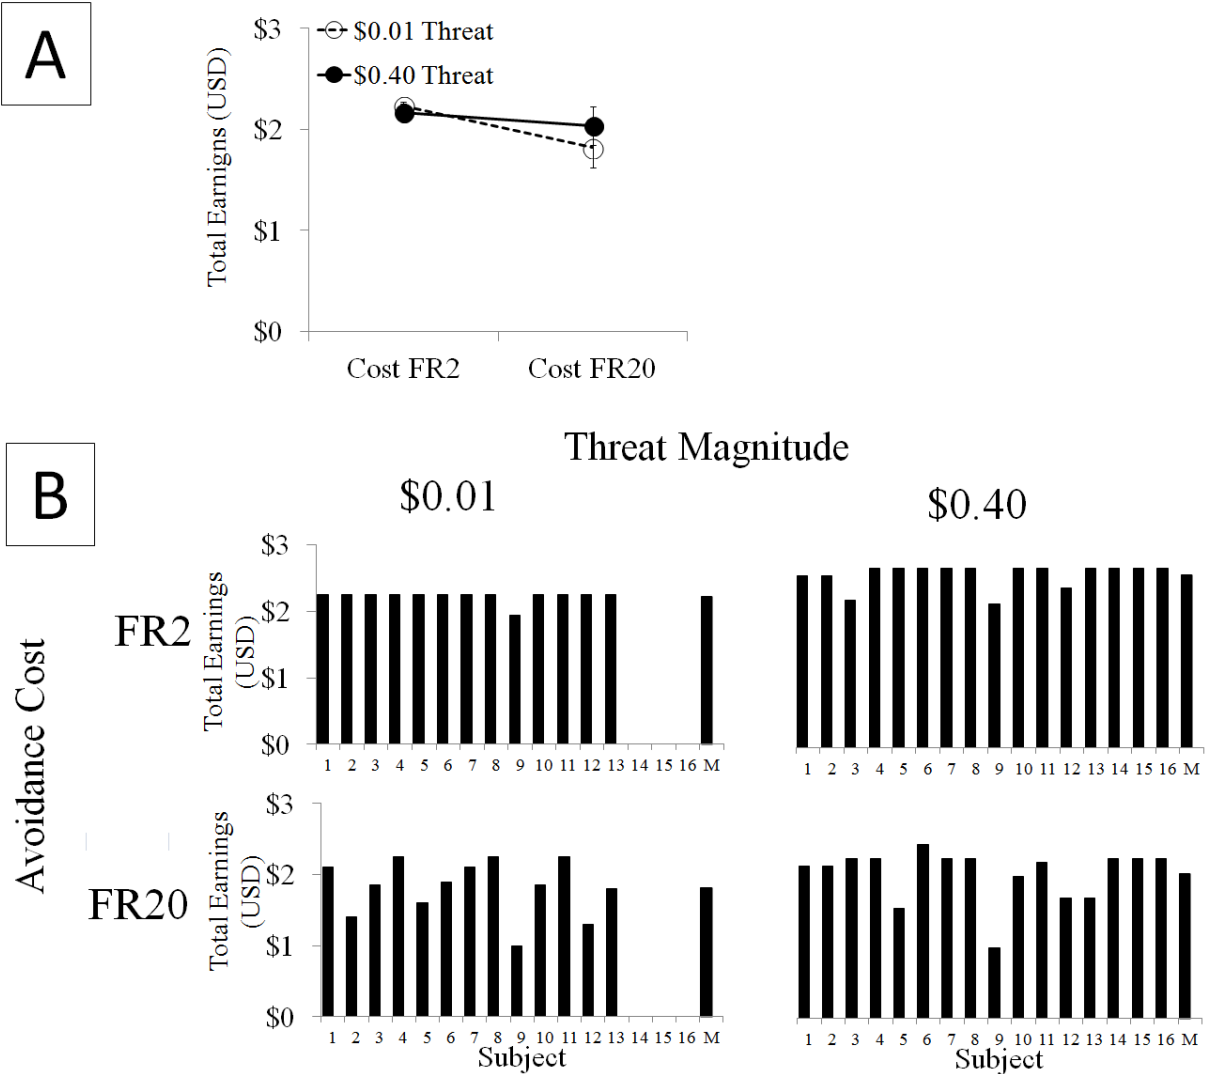 A
$3
$0.01 Threat
$0.40 Threat
Total Earnigns (USD)
$2
$1
$0
Cost FR2 Cost FR20
B
Threat Magnitude
$0.01 $0.40
Avoidance Cost
FR2
Total Earnings
(USD)
$3
$2
$1
$0
1 2 3 4 5 6 7 8 9 10 11 12 13 14 15 16 M
1 2 3 4 5 6 7 8 9 10 11 12 13 14 15 16 M
FR20
Total Earnings
(USD)
$3
$2
$1
$0
1 2 3 4 5 6 7 8 9 10 11 12 13 14 15 16 M
Subject
1 2 3 4 5 6 7 8 9 10 11 12 13 14 15 16 M
Subject